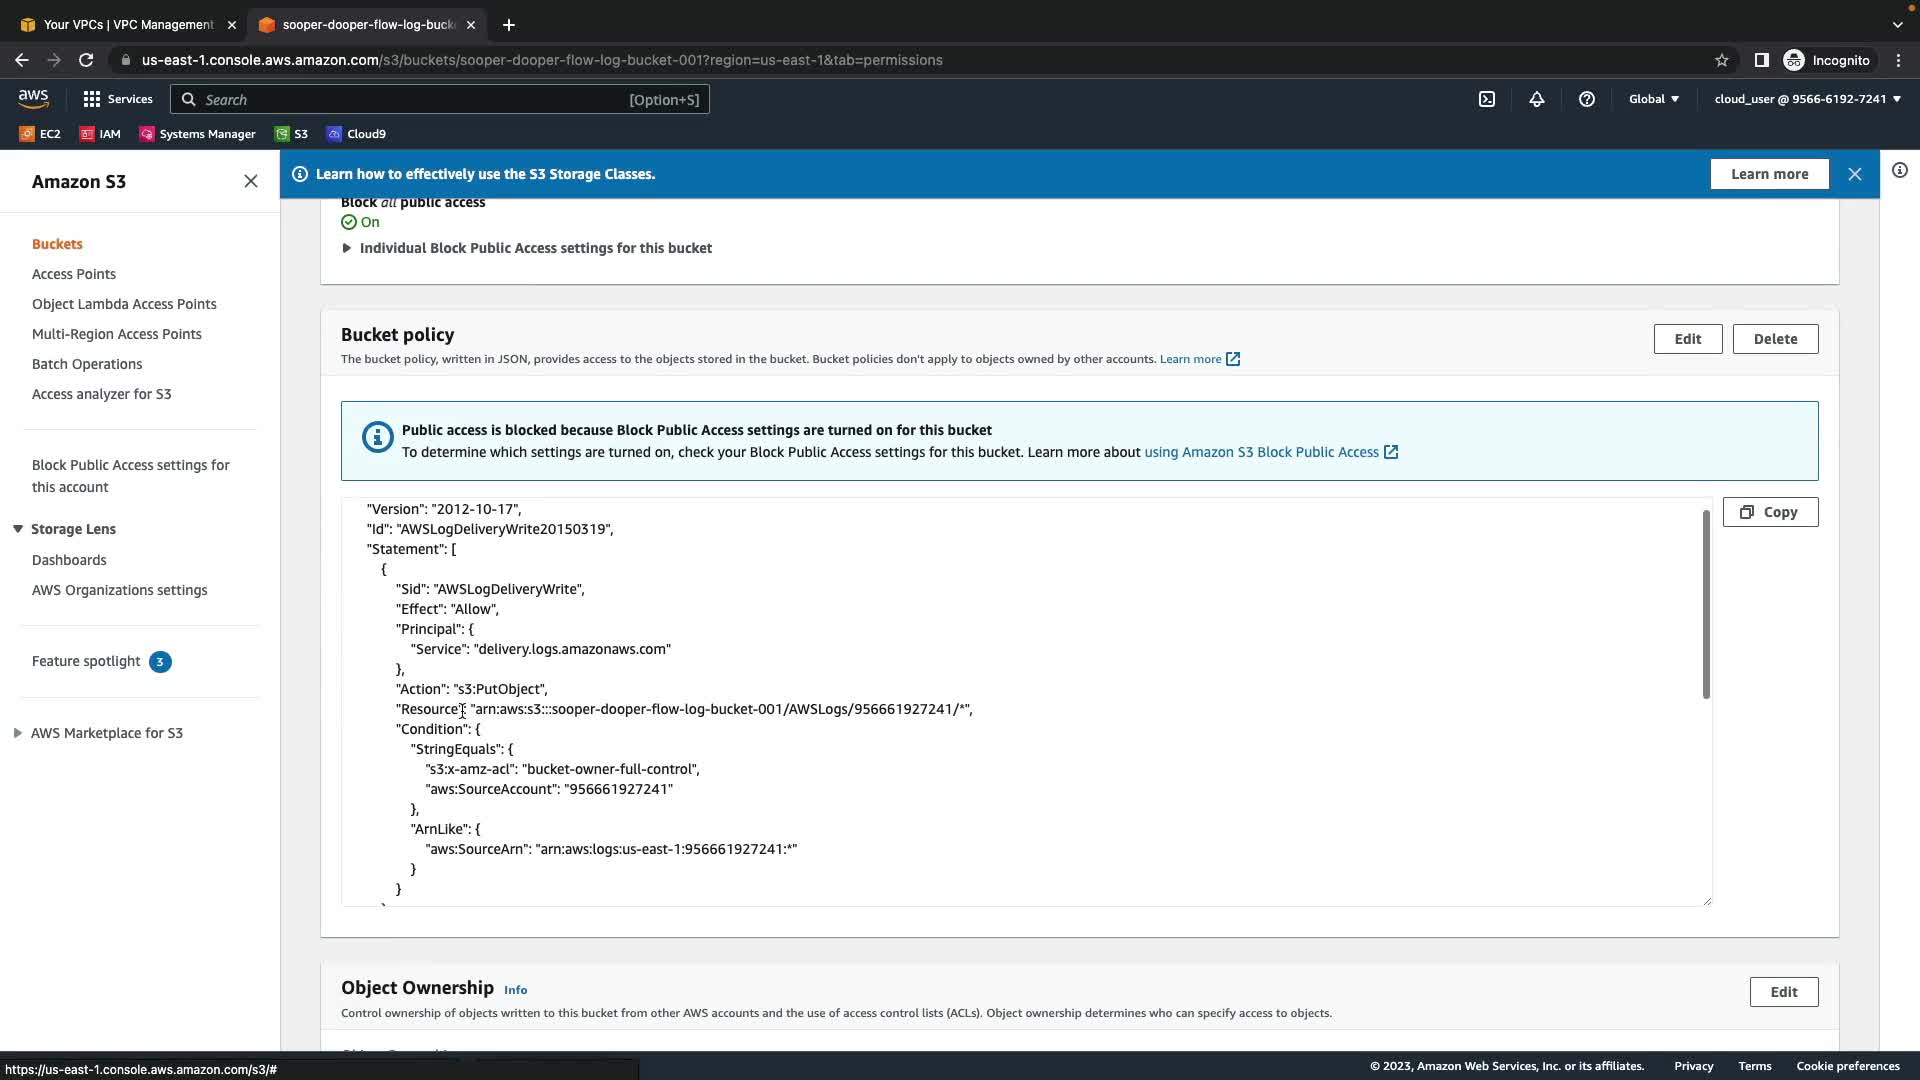 Your VPCs | VPC Management
sooper-dooper-flow-log-buck
us-east-1.console.aws.amazon.com/s3/buckets/sooper-dooper-flow-log-bucket-001?region=us-east-1&tab=permissions
Incognito
aws
Services
Search
[Option+S]
Global
cloud_user @ 9566-6192-7241
EC2
IAM
Systems Manager
S3
Cloud9
Amazon S3
Buckets
Access Points
Object Lambda Access Points
Multi-Region Access Points
Batch Operations
Access analyzer for S3
Block Public Access settings for
this account
Storage Lens
Dashboards
AWS Organizations settings
Feature spotlight 3
AWS Marketplace for S3
Learn how to effectively use the S3 Storage Classes.
Learn more
Block all public access
On
Individual Block Public Access settings for this bucket
Bucket policy
Edit
Delete
The bucket policy, written in JSON, provides access to the objects stored in the bucket. Bucket policies don't apply to objects owned by other accounts. Learn more
Public access is blocked because Block Public Access settings are turned on for this bucket
To determine which settings are turned on, check your Block Public Access settings for this bucket. Learn more about using Amazon S3 Block Public Access
Copy
"Version": "2012-10-17",
"Id": "AWSLogDeliveryWrite20150319",
"Statement": [
{
"Sid": "AWSLogDeliveryWrite",
"Effect": "Allow",
"Principal": {
"Service": "delivery.logs.amazonaws.com"
},
"Action": "s3:PutObject",
"Resource": "arn:aws:s3:::sooper-dooper-flow-log-bucket-001/AWSLogs/956661927241/*",
"Condition": {
"StringEquals": {
"s3:x-amz-acl": "bucket-owner-full-control",
"aws:SourceAccount": "956661927241"
},
"ArnLike": {
"aws:SourceArn": "arn:aws:logs:us-east-1:956661927241:*"
}
}
Object Ownership Info
Edit
Control ownership of objects written to this bucket from other AWS accounts and the use of access control lists (ACLs). Object ownership determines who can specify access to objects.
https://us-east-1.console.aws.amazon.com/s3/#
© 2023, Amazon Web Services, Inc. or its affiliates.
Privacy
Terms
Cookie preferences